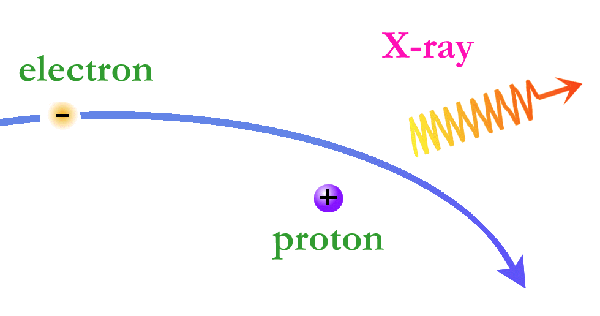 X-ray
electron
−
+
proton